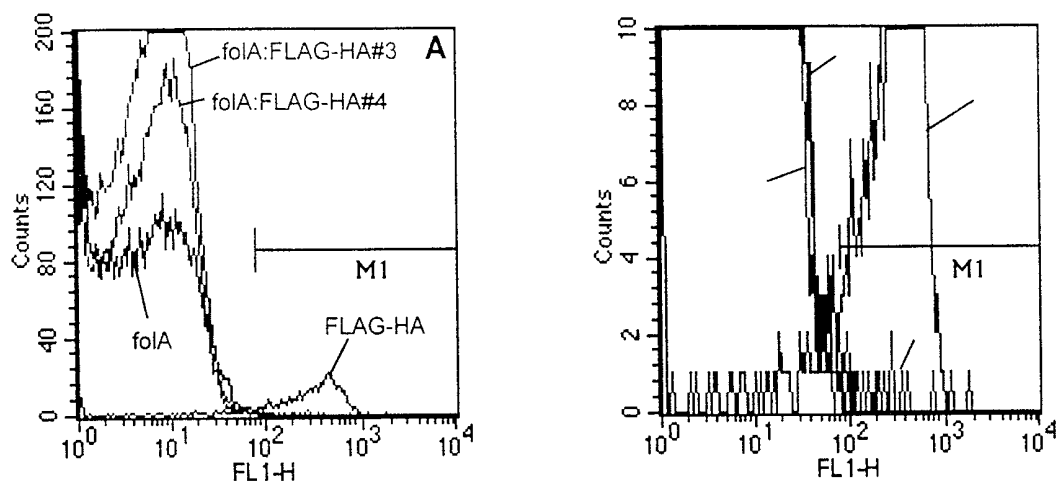 A
200
160
120
80
40
0
Counts
folA:FLAG-HA#3
folA:FLAG-HA#4
M1
folA
FLAG-HA
10^0 10^1 10^2 10^3 10^4
FL1-H
10
8
6
4
2
0
Counts
M1
10^0 10^1 10^2 10^3 10^4
FL1-H